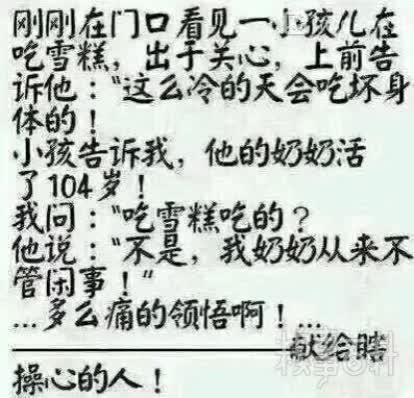 刚刚在门口看见一小孩儿在
吃雪糕，出于关心，上前告
诉他："这么冷的天会吃坏身
体的！
小孩告诉我，他的奶奶活
了104岁！
我问："吃雪糕吃的？
他说："不是，我奶奶从来不
管闲事！"
...多么痛的领悟啊！...
——————————献给瞎
操心的人！